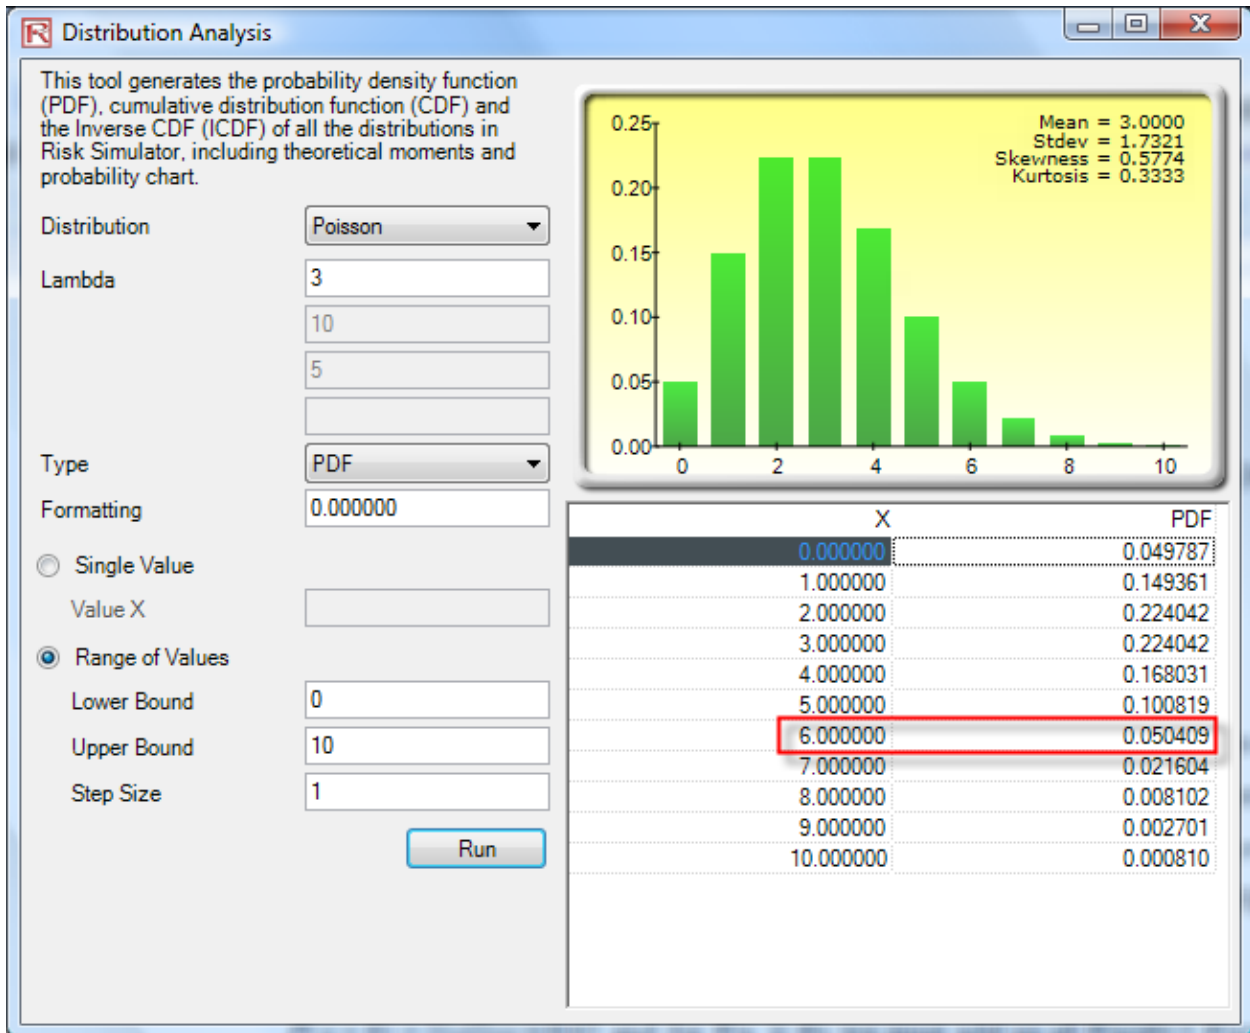 Distribution Analysis
This tool generates the probability density function
(PDF), cumulative distribution function (CDF) and
the Inverse CDF (ICDF) of all the distributions in
Risk Simulator, including theoretical moments and
probability chart.
Distribution Poisson
Lambda 3
10
5
Type PDF
Formatting 0.000000
Single Value
Value X
Range of Values
Lower Bound 0
Upper Bound 10
Step Size 1
Run
Mean = 3.0000
Stdev = 1.7321
Skewness = 0.5774
Kurtosis = 0.3333
0.25
0.20
0.15
0.10
0.05
0.00
0 2 4 6 8 10
X PDF
0.000000 0.049787
1.000000 0.149361
2.000000 0.224042
3.000000 0.224042
4.000000 0.168031
5.000000 0.100819
6.000000 0.050409
7.000000 0.021604
8.000000 0.008102
9.000000 0.002701
10.000000 0.000810